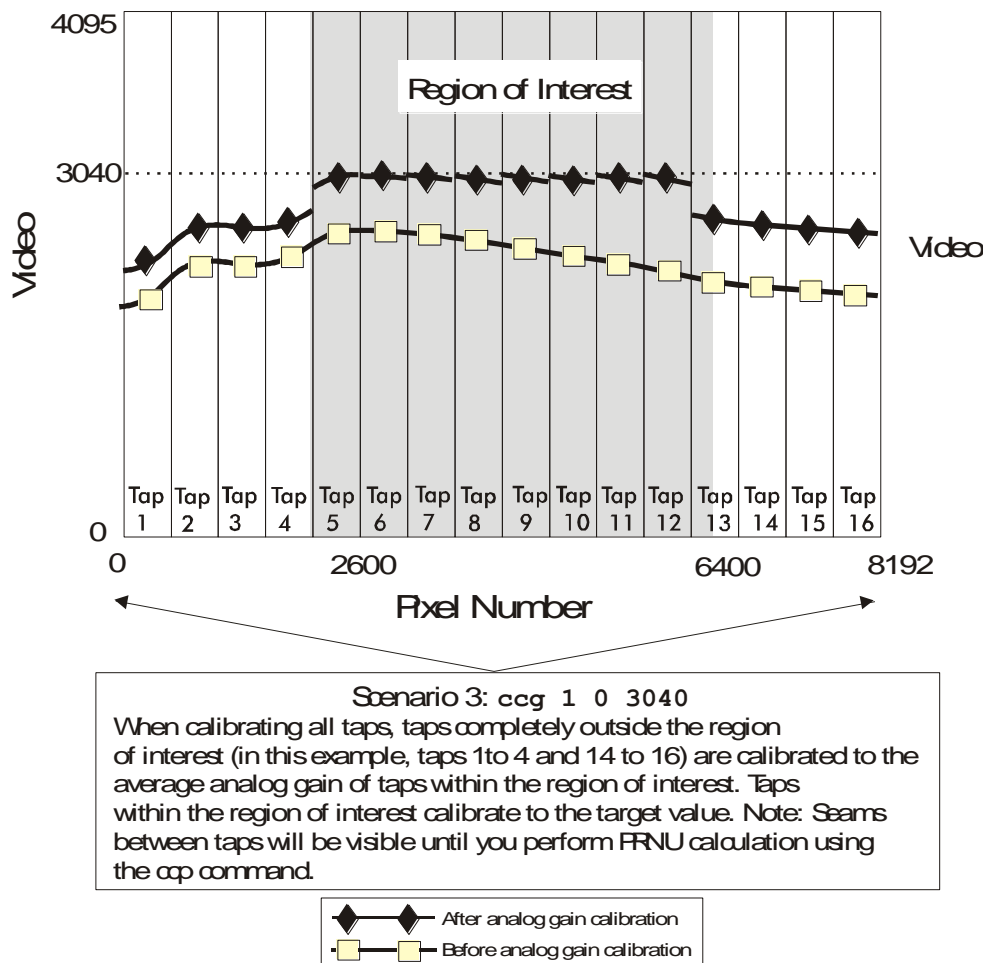 4095
Region of Interest
3040
Video
Video
Tap 1
Tap 2
Tap 3
Tap 4
Tap 5
Tap 6
Tap 7
Tap 8
Tap 9
Tap 10
Tap 11
Tap 12
Tap 13
Tap 14
Tap 15
Tap 16
0
0
2600
6400
8192
Pixel Number
Scenario 3: ccg 1 0 3040
When calibrating all taps, taps completely outside the region
of interest (in this example, taps 1to 4 and 14 to 16) are calibrated to the
average analog gain of taps within the region of interest. Taps
within the region of interest calibrate to the target value. Note: Seams
between taps will be visible until you perform PRNU calculation using
the ccp command.
After analog gain calibration
Before analog gain calibration